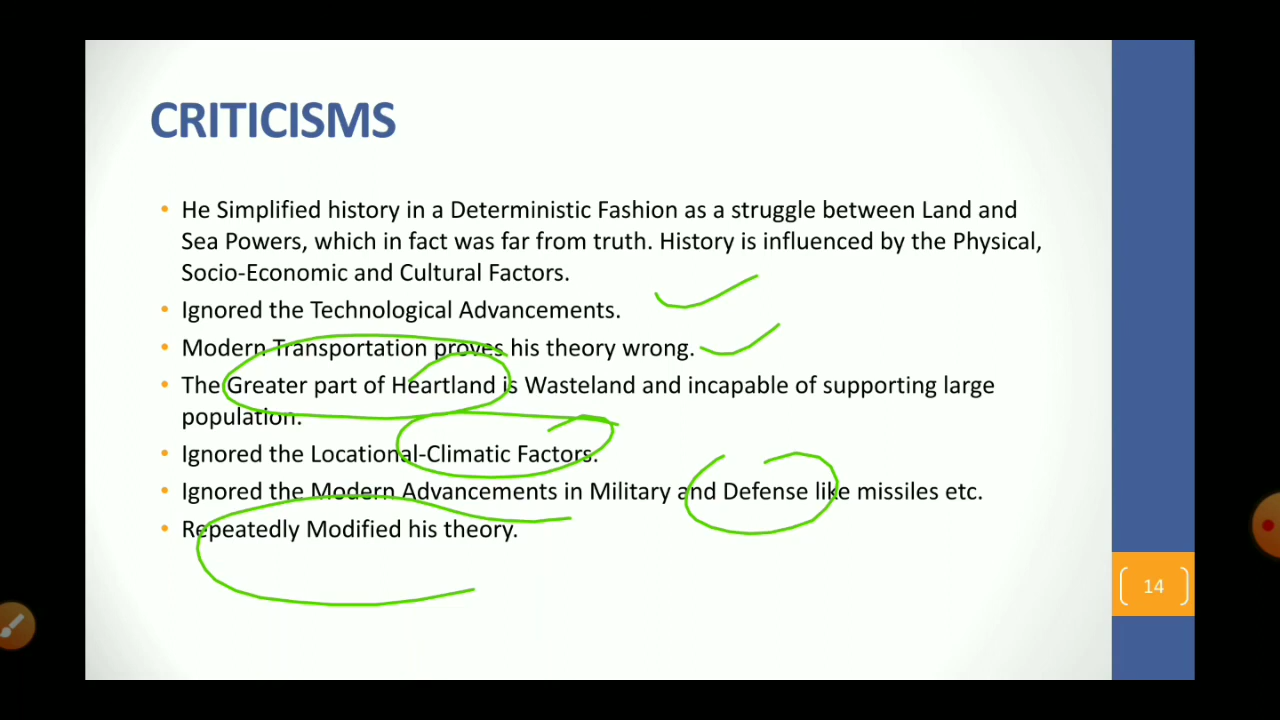 CRITICISMS
• He Simplified history in a Deterministic Fashion as a struggle between Land and
Sea Powers, which in fact was far from truth. History is influenced by the Physical,
Socio-Economic and Cultural Factors.
• Ignored the Technological Advancements.
• Modern Transportation proves his theory wrong.
• The Greater part of Heartland is Wasteland and incapable of supporting large
population.
• Ignored the Locational-Climatic Factors.
• Ignored the Modern Advancements in Military and Defense like missiles etc.
• Repeatedly Modified his theory.
14